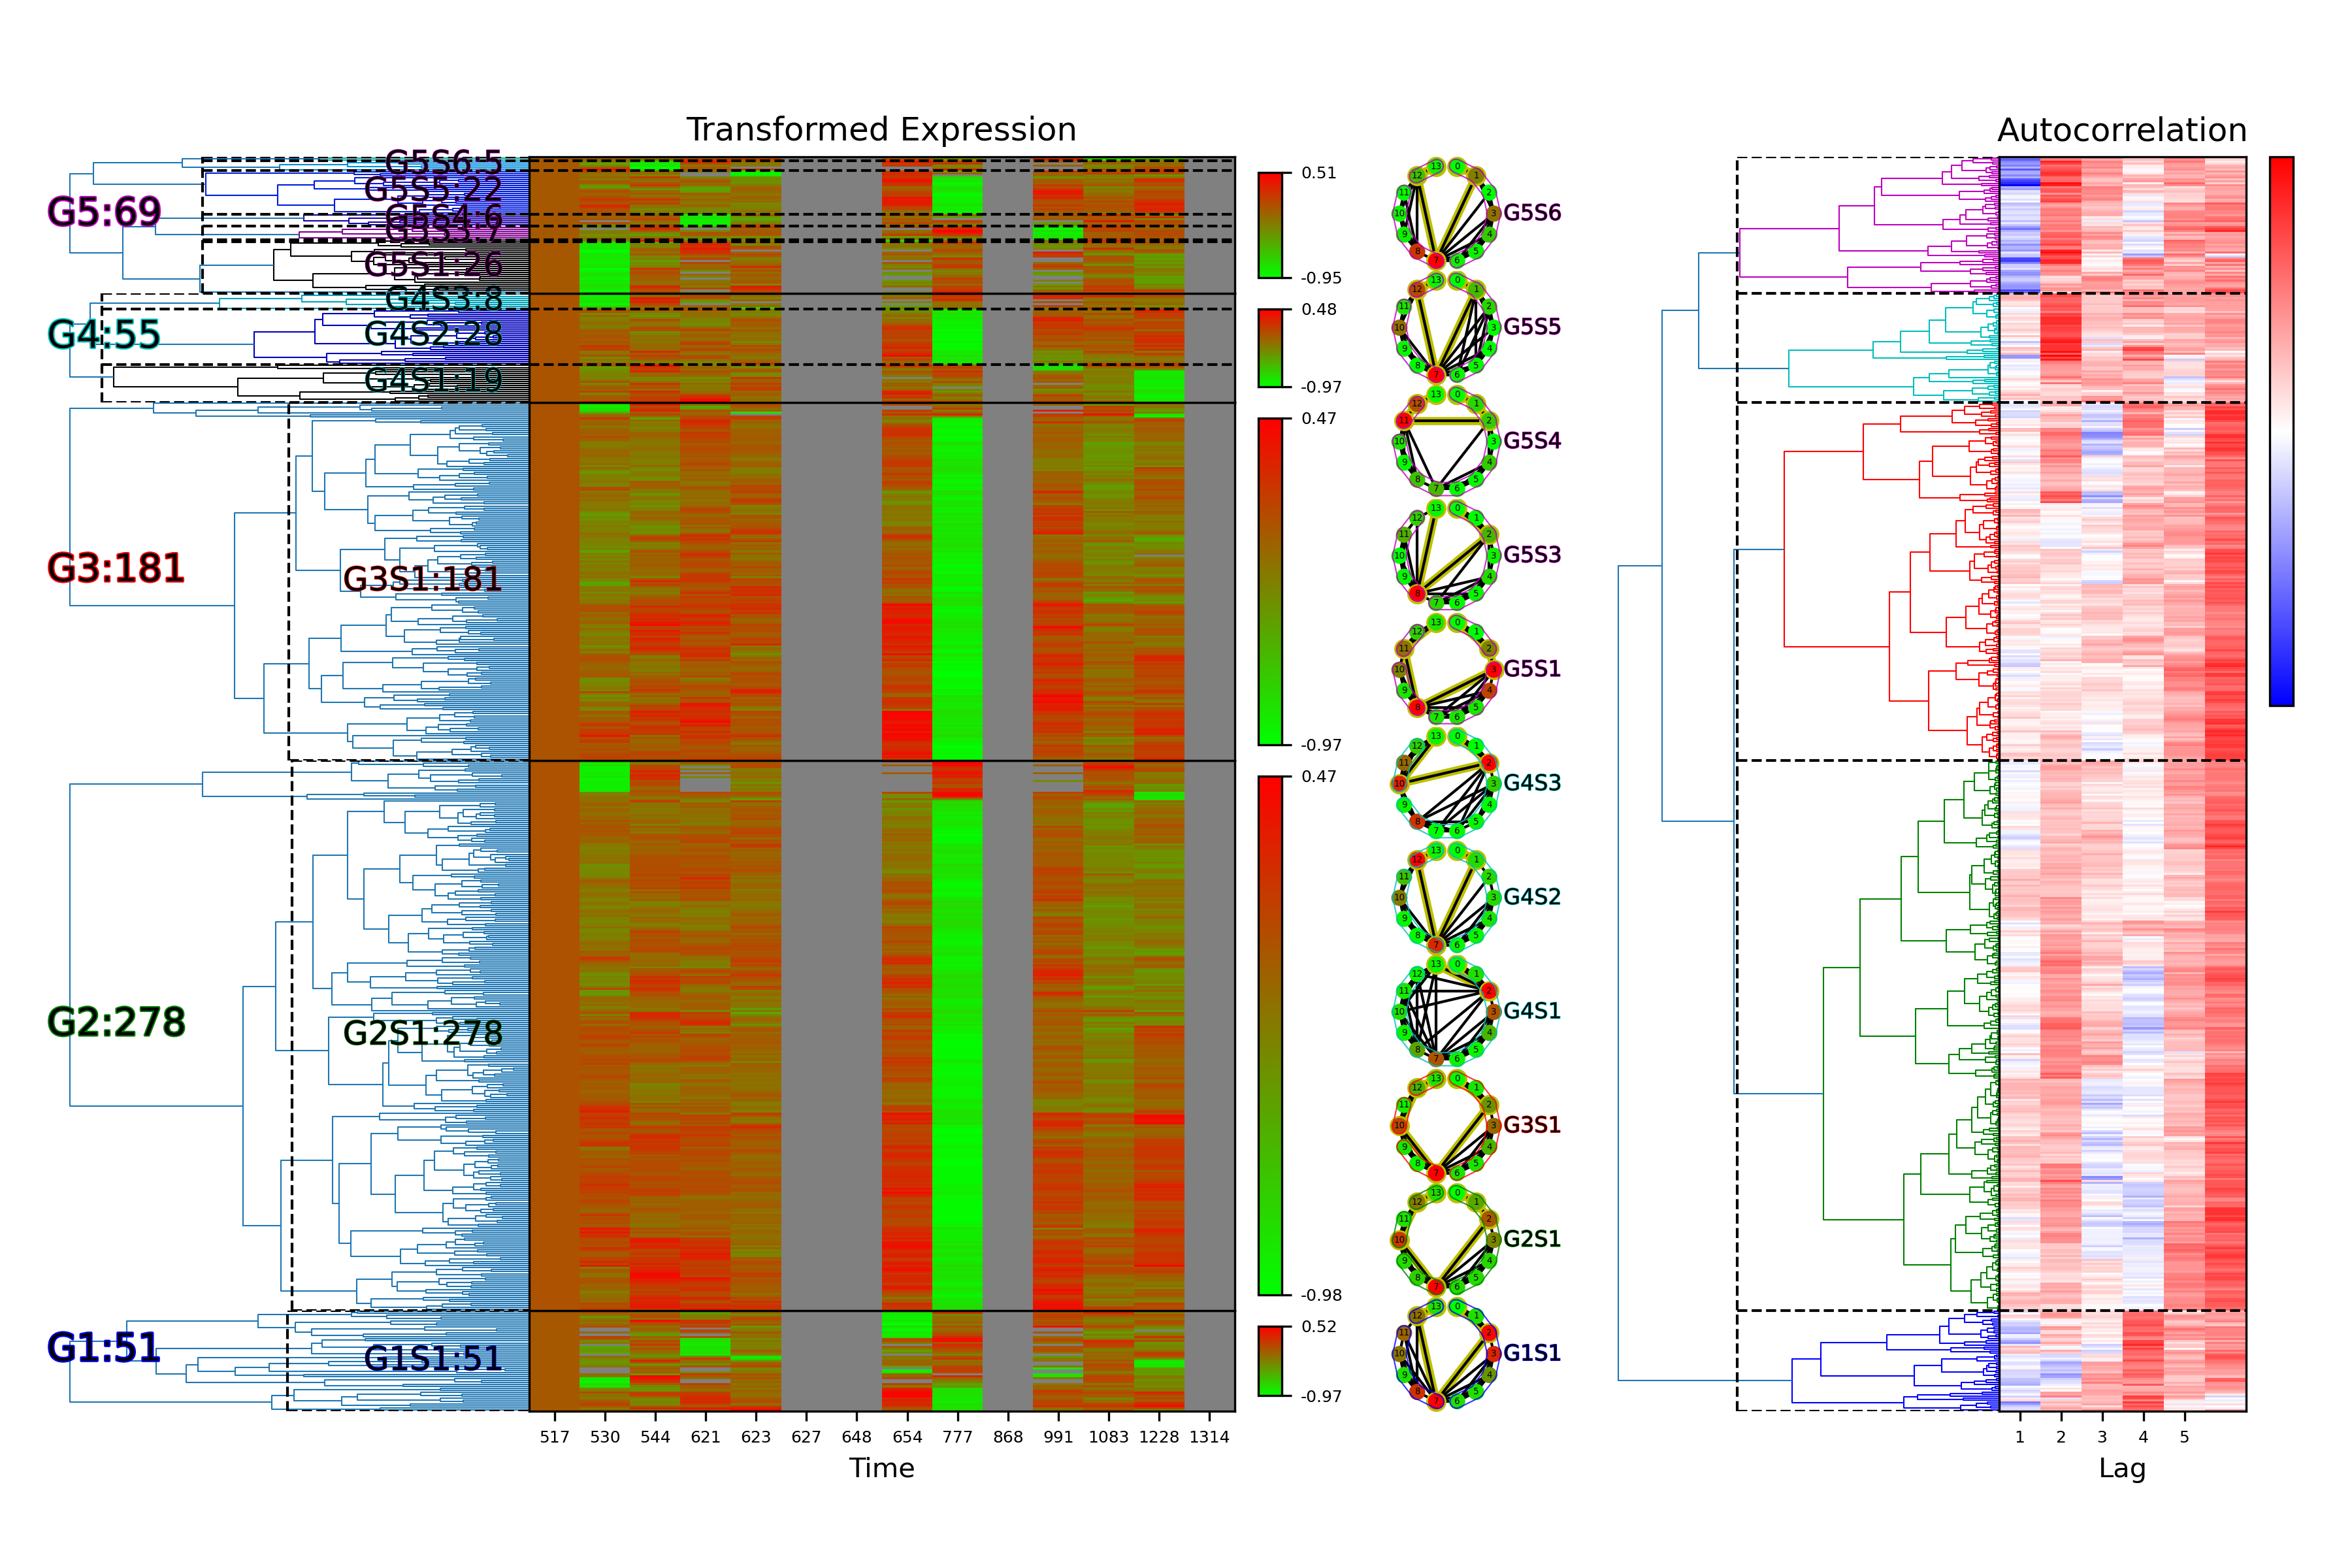 Transformed Expression
Autocorrelation
G5S6:5
G5S5:22
G5S4:6
G5S3:7
G5S1:26
G5:69
G4S3:8
G4S2:28
G4S1:19
G4:55
G3:181
G3S1:181
G2:278
G2S1:278
G1:51
G1S1:51
0.51
-0.95
0.48
-0.97
0.47
-0.97
0.47
-0.98
0.52
-0.97
G5S6
G5S5
G5S4
G5S3
G5S1
G4S3
G4S2
G4S1
G3S1
G2S1
G1S1
517 530 544 621 623 627 648 654 777 868 991 1083 1228 1314
Time
1 2 3 4 5
Lag